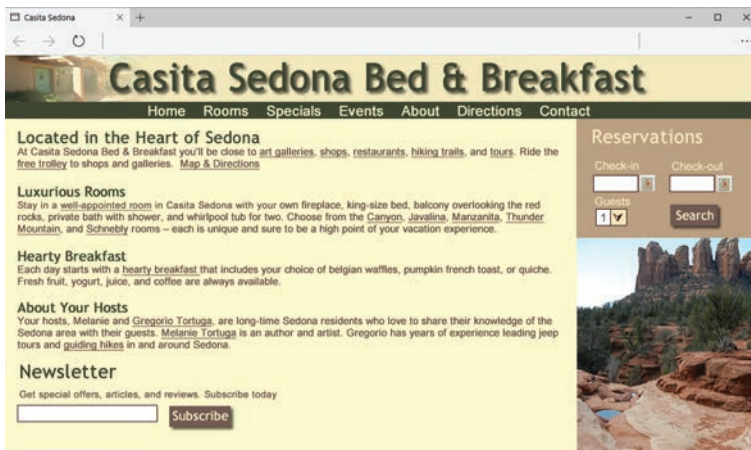 Casita Sedona
Casita Sedona Bed & Breakfast
Home Rooms Specials Events About Directions Contact
Located in the Heart of Sedona
At Casita Sedona Bed & Breakfast you'll be close to art galleries, shops, restaurants, hiking trails, and tours. Ride the
free trolley to shops and galleries. Map & Directions
Luxurious Rooms
Stay in a well-appointed room in Casita Sedona with your own fireplace, king-size bed, balcony overlooking the red
rocks, private bath with shower, and whirlpool tub for two. Choose from the Canyon, Javalina, Manzanita, Thunder
Mountain, and Schnebly rooms – each is unique and sure to be a high point of your vacation experience.
Hearty Breakfast
Each day starts with a hearty breakfast that includes your choice of belgian waffles, pumpkin french toast, or quiche.
Fresh fruit, yogurt, juice, and coffee are always available.
About Your Hosts
Your hosts, Melanie and Gregorio Tortuga, are long-time Sedona residents who love to share their knowledge of the
Sedona area with their guests. Melanie Tortuga is an author and artist. Gregorio has years of experience leading jeep
tours and guiding hikes in and around Sedona.
Newsletter
Get special offers, articles, and reviews. Subscribe today
Subscribe
Reservations
Check-in Check-out
Guests
1 Search